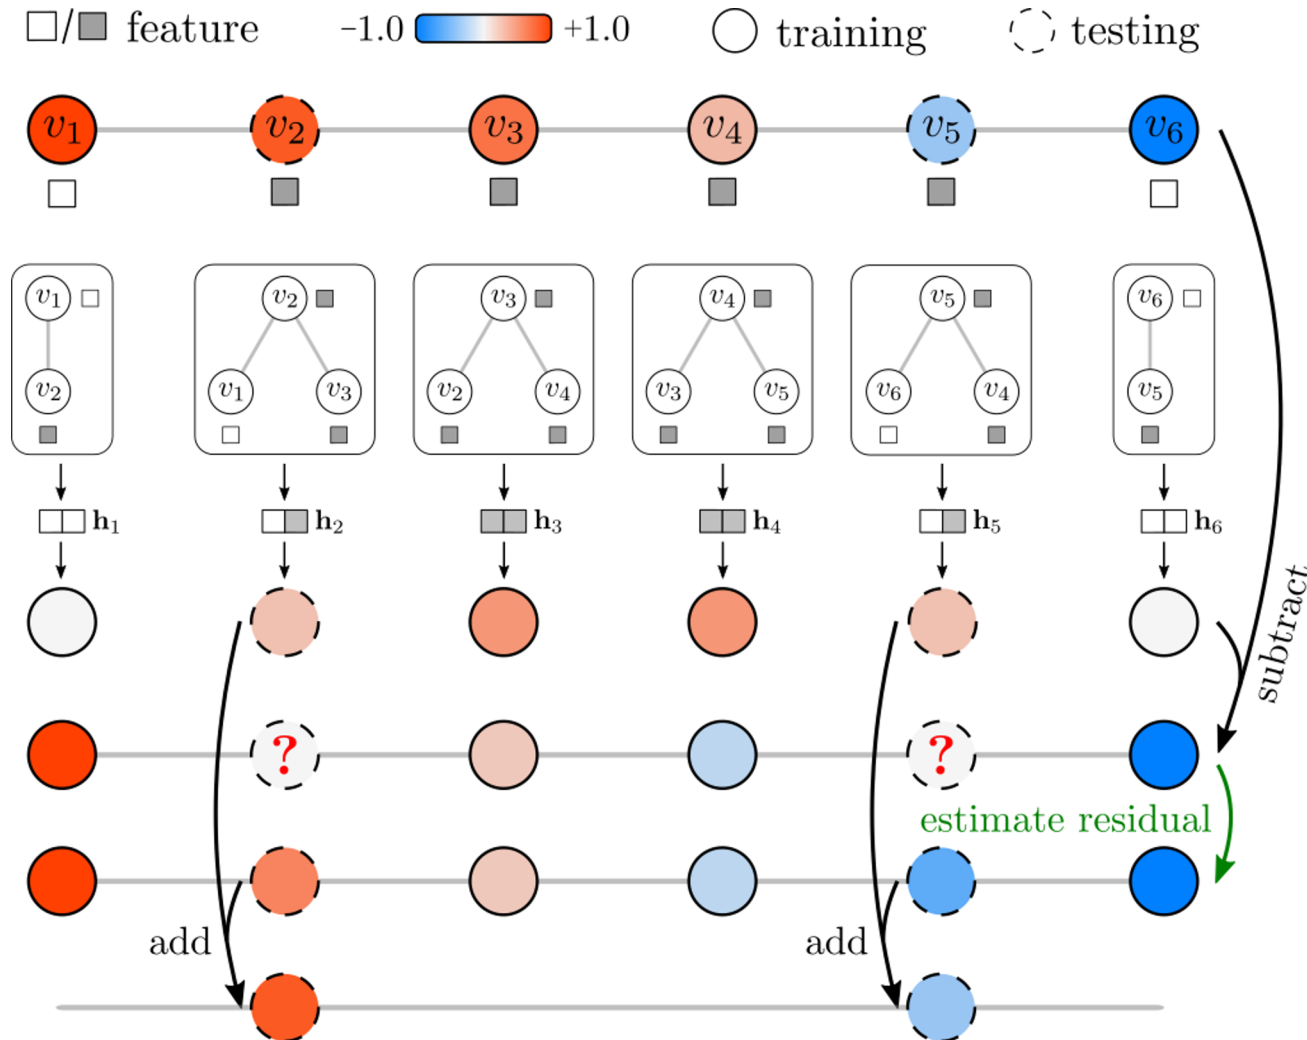 / feature −1.0 +1.0 training testing
v₁ v₂ v₃ v₄ v₅ v₆
v₁ v₂ v₃ v₄ v₅ v₆
v₂ v₁ v₃ v₂ v₄ v₃ v₅ v₆ v₄ v₅
h₁ h₂ h₃ h₄ h₅ h₆
subtract
? ?
estimate residual
add add